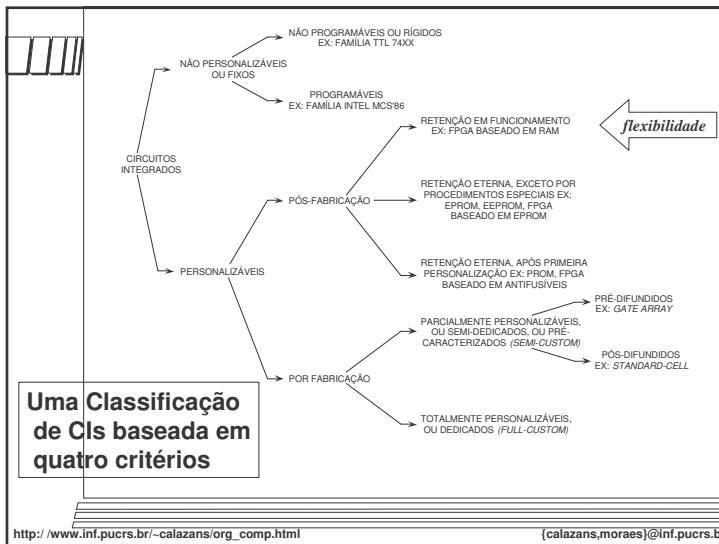 NÃO PROGRAMÁVEIS OU RÍGIDOS
EX: FAMÍLIA TTL 74XX
NÃO PERSONALIZÁVEIS
OU FIXOS
PROGRAMÁVEIS
EX: FAMÍLIA INTEL MCS'86
RETENÇÃO EM FUNCIONAMENTO
EX: FPGA BASEADO EM RAM
flexibilidade
CIRCUITOS
INTEGRADOS
RETENÇÃO ETERNA, EXCETO POR
PROCEDIMENTOS ESPECIAIS EX:
EPROM, EEPROM, FPGA
BASEADO EM EPROM
PÓS-FABRICAÇÃO
PERSONALIZÁVEIS
RETENÇÃO ETERNA, APÓS PRIMEIRA
PERSONALIZAÇÃO EX: PROM, FPGA
BASEADO EM ANTIFUSÍVEIS
PRÉ-DIFUNDIDOS
EX: GATE ARRAY
PARCIALMENTE PERSONALIZÁVEIS,
OU SEMI-DEDICADOS, OU PRÉ-
CARACTERIZADOS (SEMI-CUSTOM)
PÓS-DIFUNDIDOS
EX: STANDARD-CELL
POR FABRICAÇÃO
TOTALMENTE PERSONALIZÁVEIS,
OU DEDICADOS (FULL-CUSTOM)
Uma Classificação
de CIs baseada em
quatro critérios
http:/ /www.inf.pucrs.br/~calazans/org_comp.html
{calazans,moraes}@inf.pucrs.b